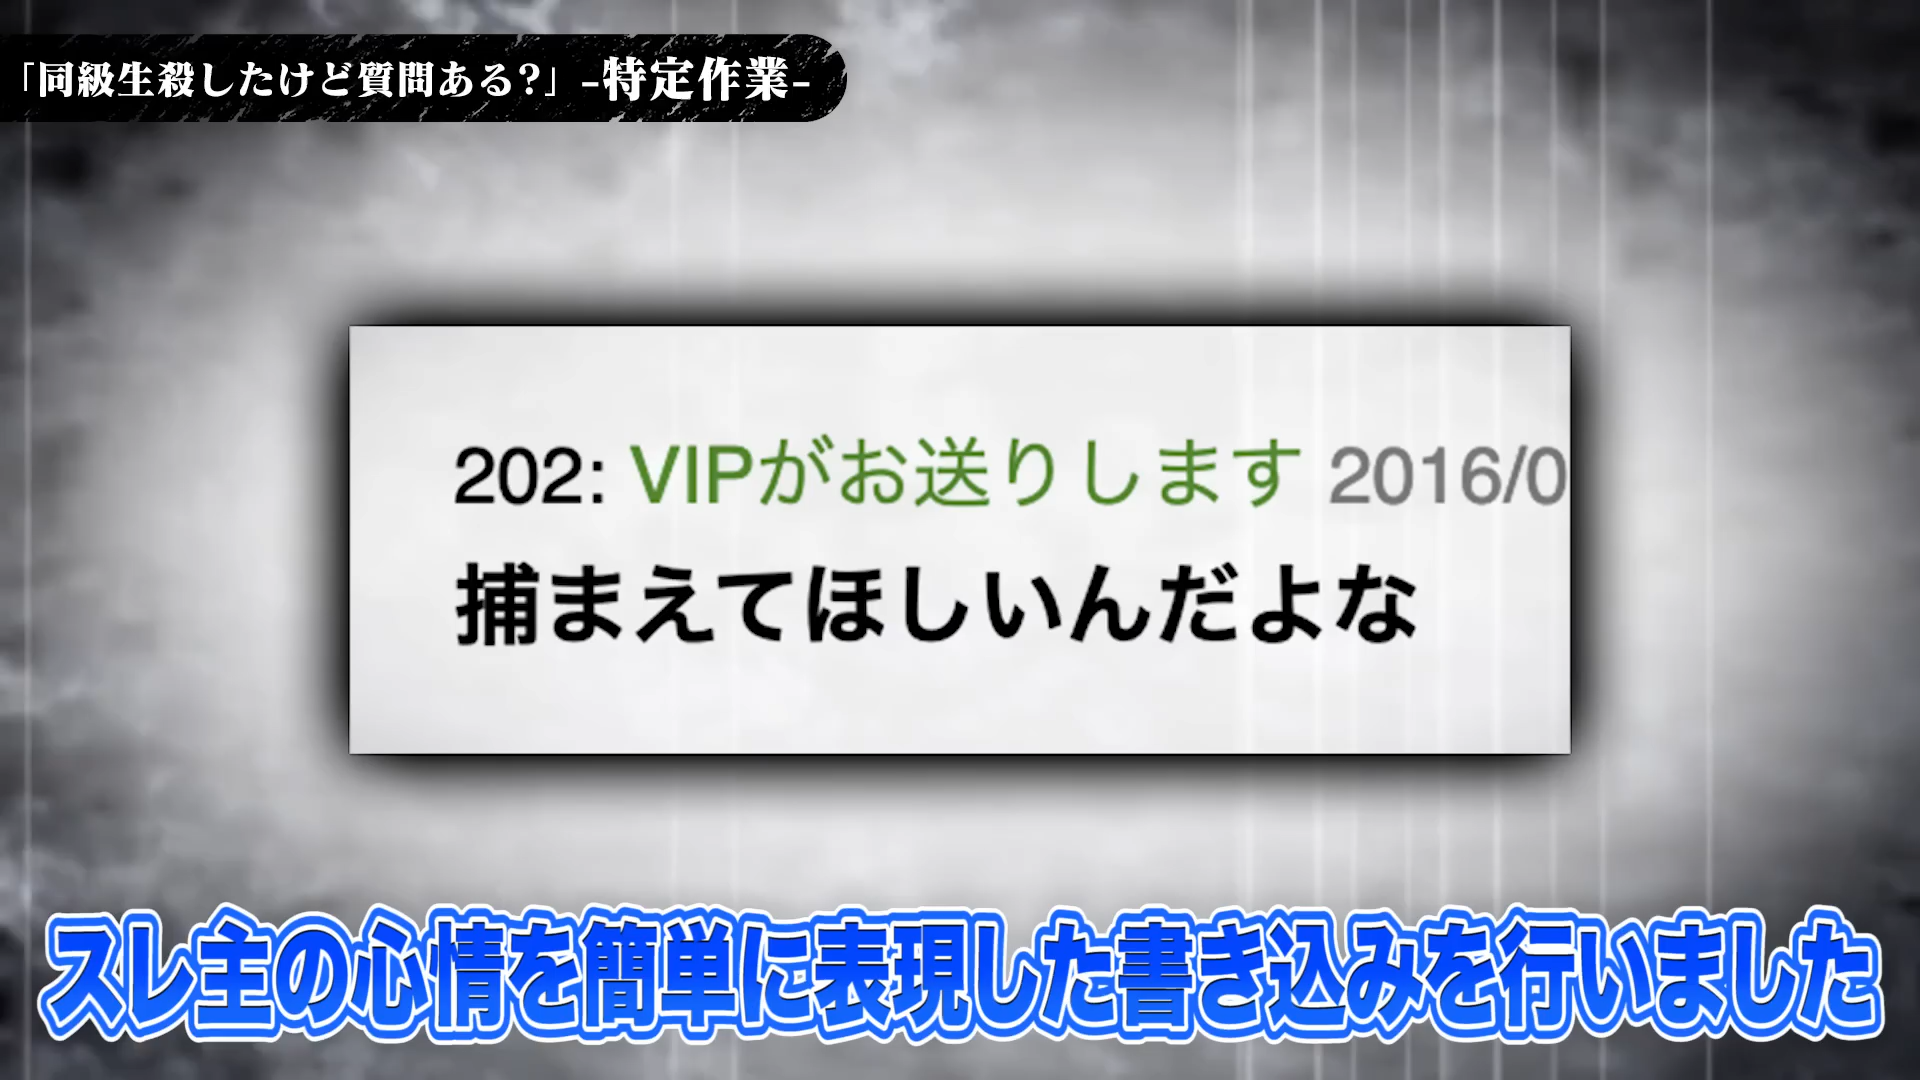 「同級生殺したけど質問ある?」-特定作業-
202: VIPがお送りします 2016/0
捕まえてほしいんだよな
スレ主の心情を簡単に表現した書き込みを行いました